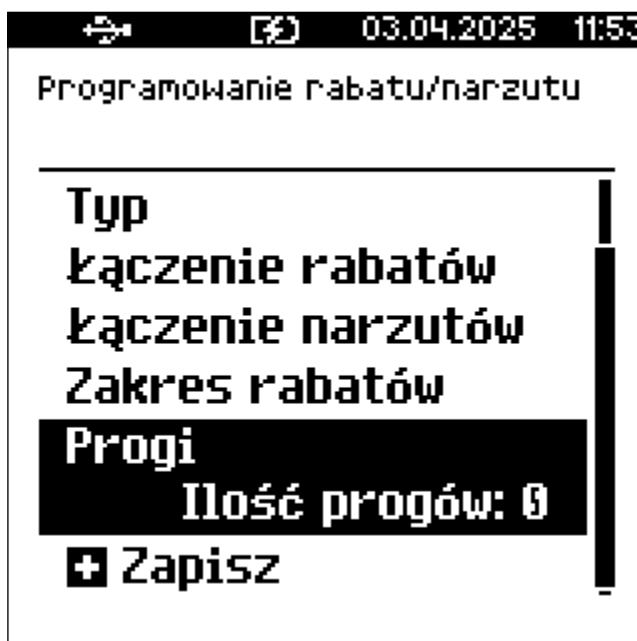 03.04.2025 11:53
Programowanie rabatu/narzutu
Typ
Łączenie rabatów
Łączenie narzutów
Zakres rabatów
Progi
Ilość progów: 0
Zapisz